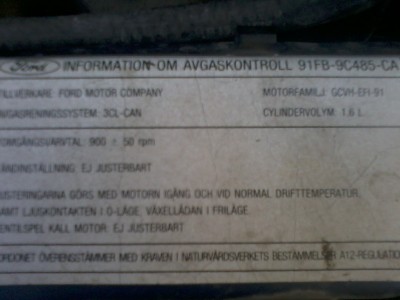 Ford INFORMATION OM AVGASKONTROLL 91FB-9C485-CA
TILLVERKARE: FORD MOTOR COMPANY MOTORFAMILJ: GCVH-EFI-91
AVGASRENINGSSYSTEM: 3CL-CAN CYLINDERVOLYM: 1.6 L
TOMGÅNGSVARVTAL: 900 ± 50 rpm
TÄNDINSTÄLLNING: EJ JUSTERBART
JUSTERINGARNA GÖRS MED MOTORN IGÅNG OCH VID NORMAL DRIFTTEMPERATUR.
SAMT LJUSKONTAKTEN I 0-LÄGE, VÄXELLÅDAN I FRILÄGE.
VENTILSPEL KALL MOTOR: EJ JUSTERBART
FORDONET ÖVERENSSTÄMMER MED KRAVEN I NATURVÅRDSVERKETS BESTÄMMELSER A12-REGULATION